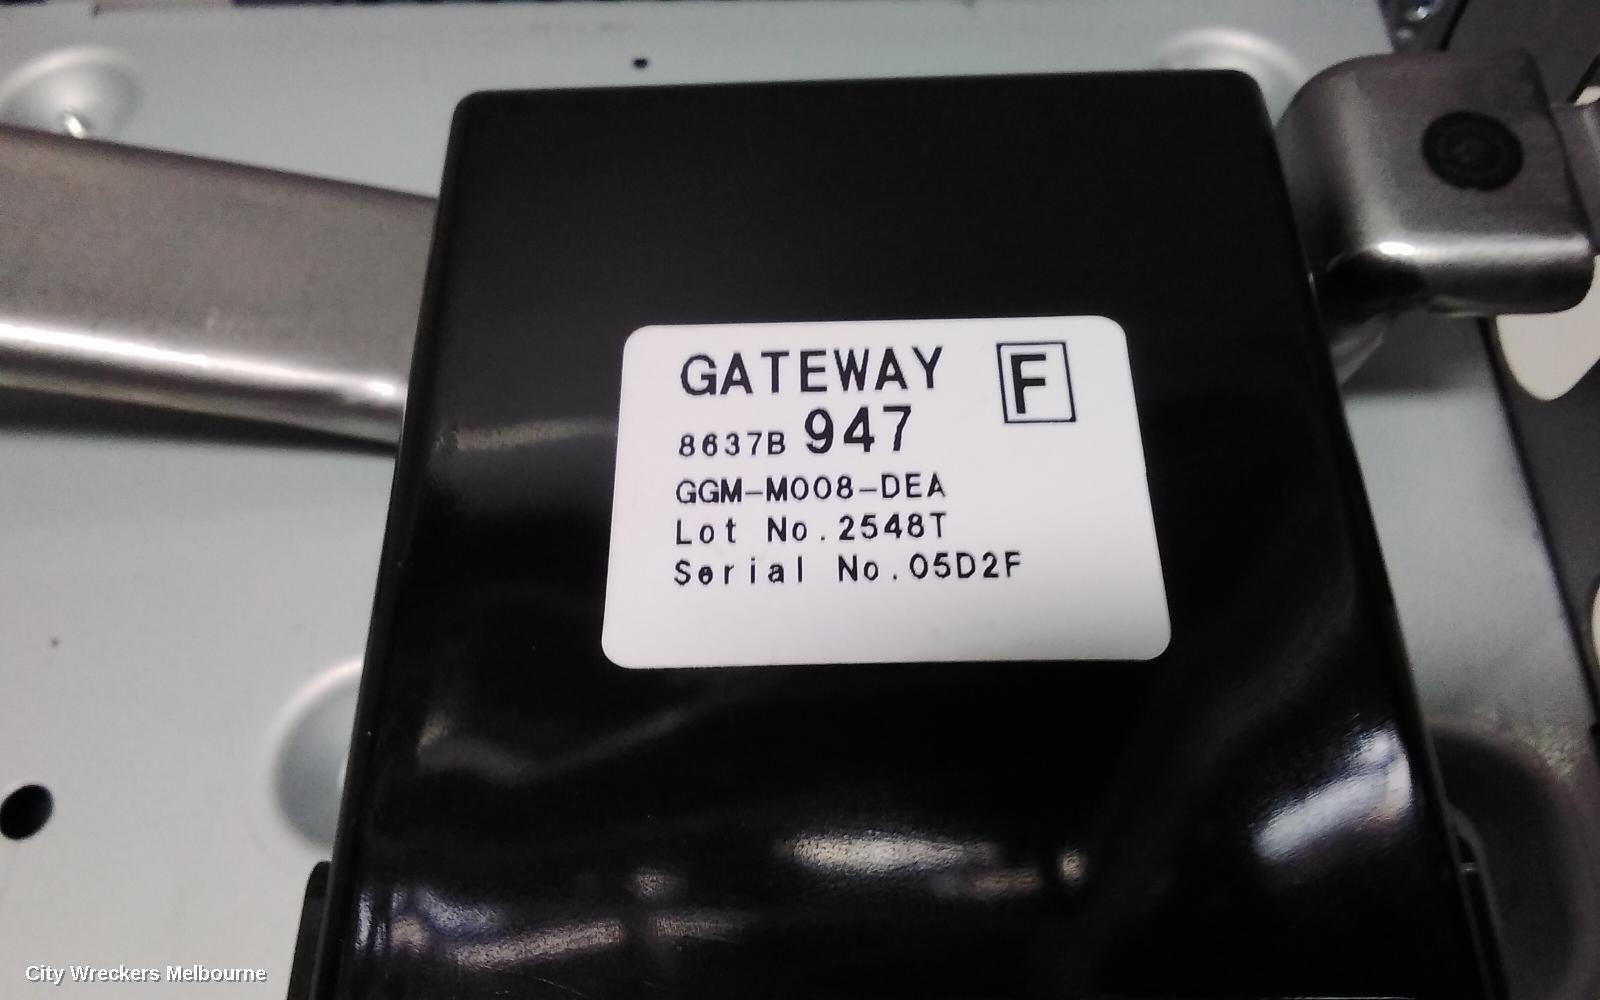 GATEWAY F
8637B 947
GGM-M008-DEA
Lot No.2548T
Serial No.05D2F
City Wreckers Melbourne